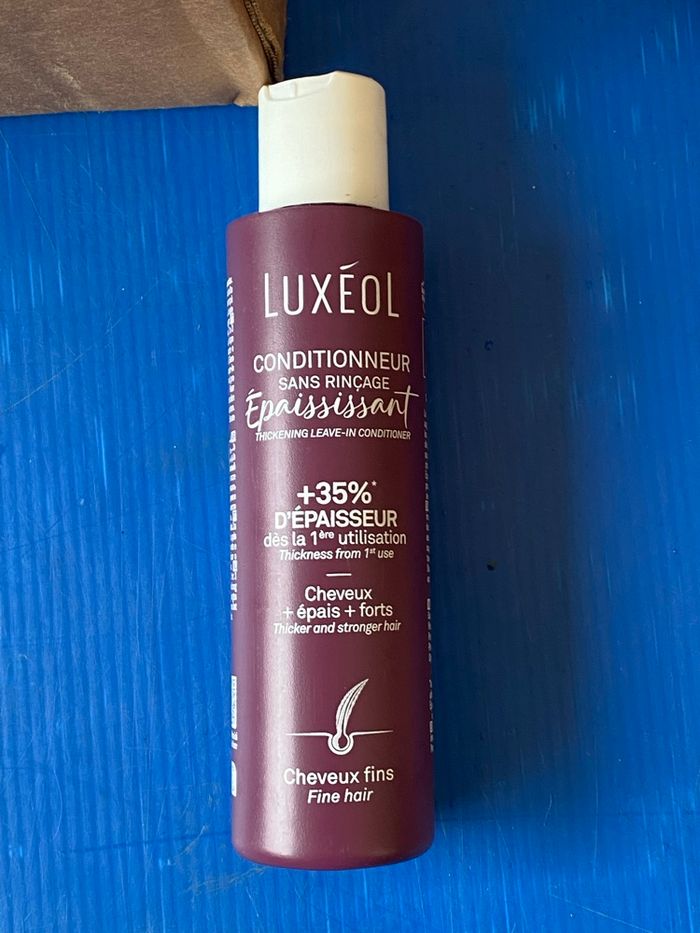 LUXÉOL
CONDITIONNEUR
SANS RINÇAGE
Épaississant
THICKENING LEAVE-IN CONDITIONER
+35%*
D'ÉPAISSEUR
dès la 1ère utilisation
Thickness from 1st use
Cheveux
+ épais + forts
Thicker and stronger hair
Cheveux fins
Fine hair